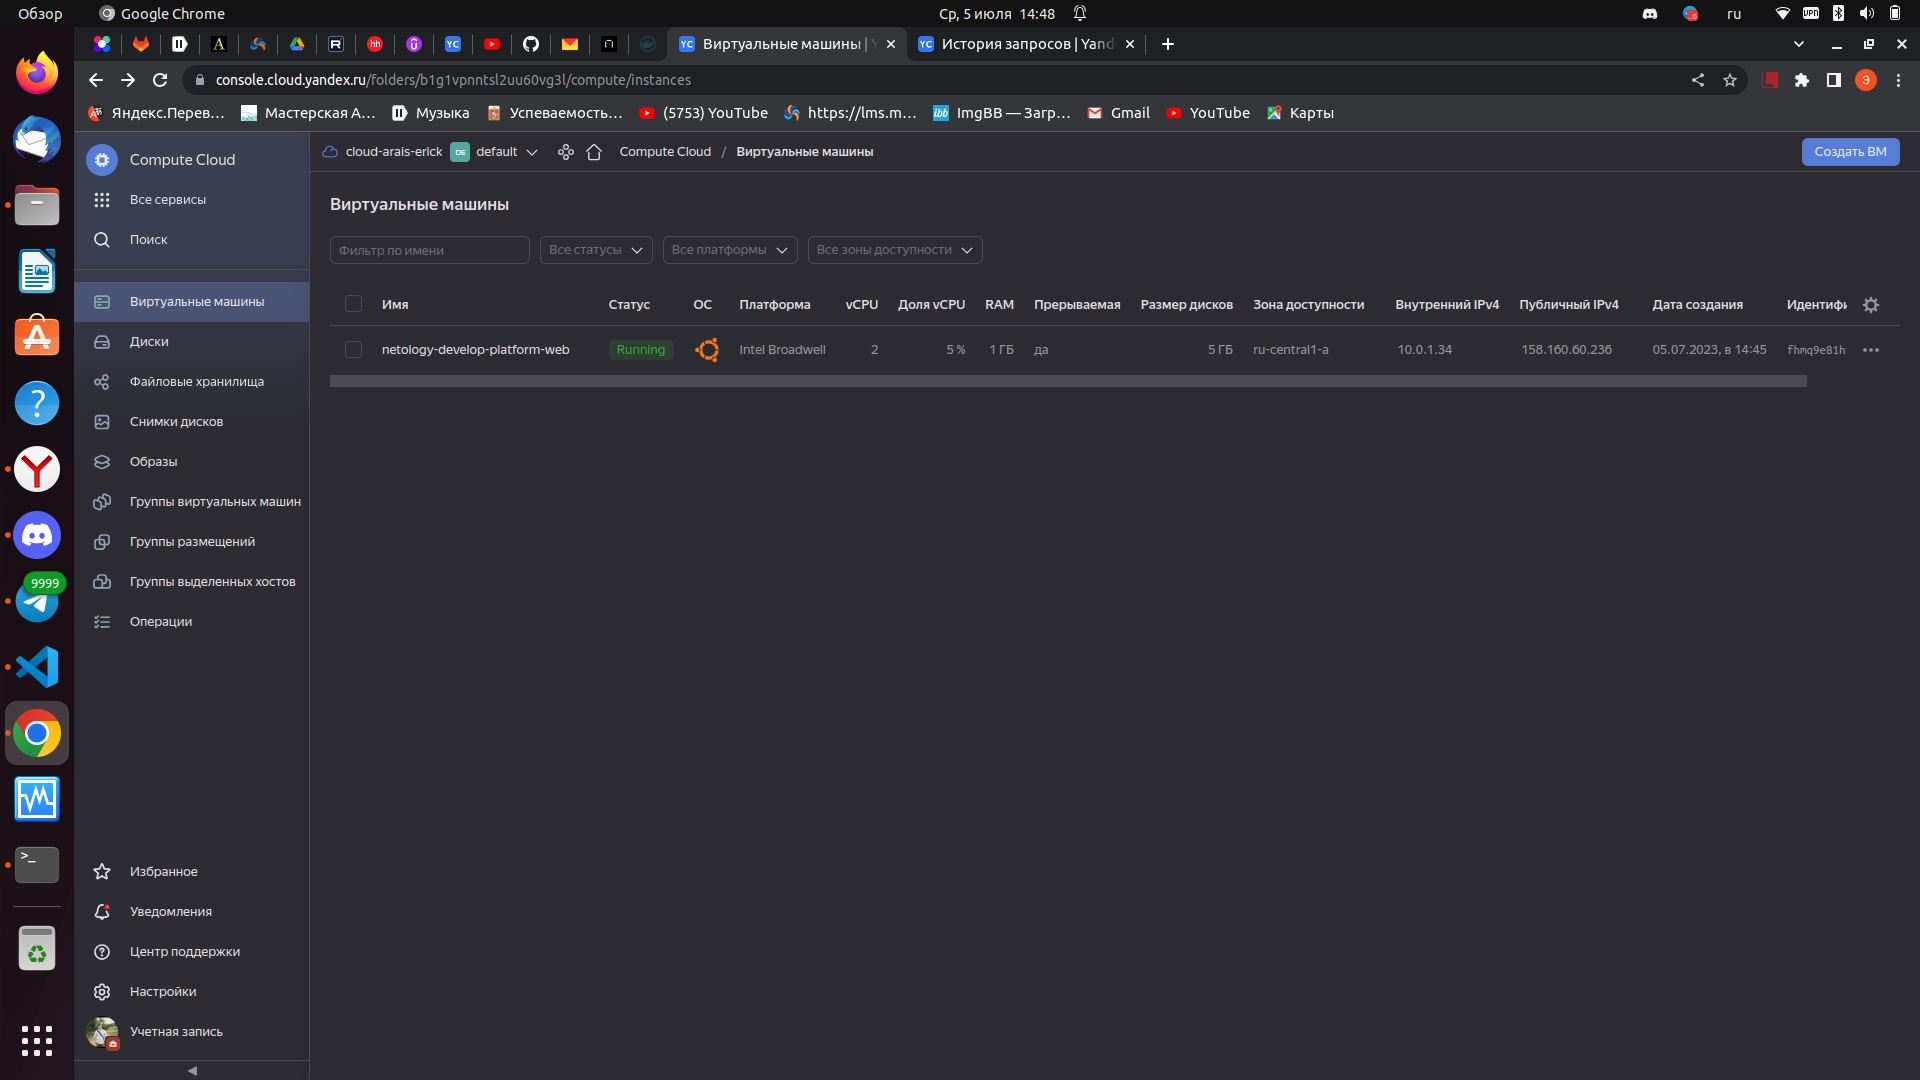 Обзор
Google Chrome
Ср, 5 июля 14:48
ru
VPN
Виртуальные машины | Y
История запросов | Yand
console.cloud.yandex.ru/folders/b1g1vpnntsl2uu60vg3l/compute/instances
Э
Яндекс.Перев…
Мастерская А…
Музыка
Успеваемость…
(5753) YouTube
https://lms.m…
ImgBB — Загр…
Gmail
YouTube
Карты
Compute Cloud
cloud-arais-erick
DE
default
Compute Cloud / Виртуальные машины
Создать ВМ
Все сервисы
Поиск
Виртуальные машины
Диски
Файловые хранилища
Снимки дисков
Образы
Группы виртуальных машин
Группы размещений
Группы выделенных хостов
Операции
Избранное
Уведомления
Центр поддержки
Настройки
Учетная запись
Виртуальные машины
Фильтр по имени
Все статусы
Все платформы
Все зоны доступности
Имя Статус ОС Платформа vCPU Доля vCPU RAM Прерываемая Размер дисков Зона доступности Внутренний IPv4 Публичный IPv4 Дата создания Идентифи
netology-develop-platform-web Running Intel Broadwell 2 5 % 1 ГБ да 5 ГБ ru-central1-a 10.0.1.34 158.160.60.236 05.07.2023, в 14:45 fhmq9e81h
9999